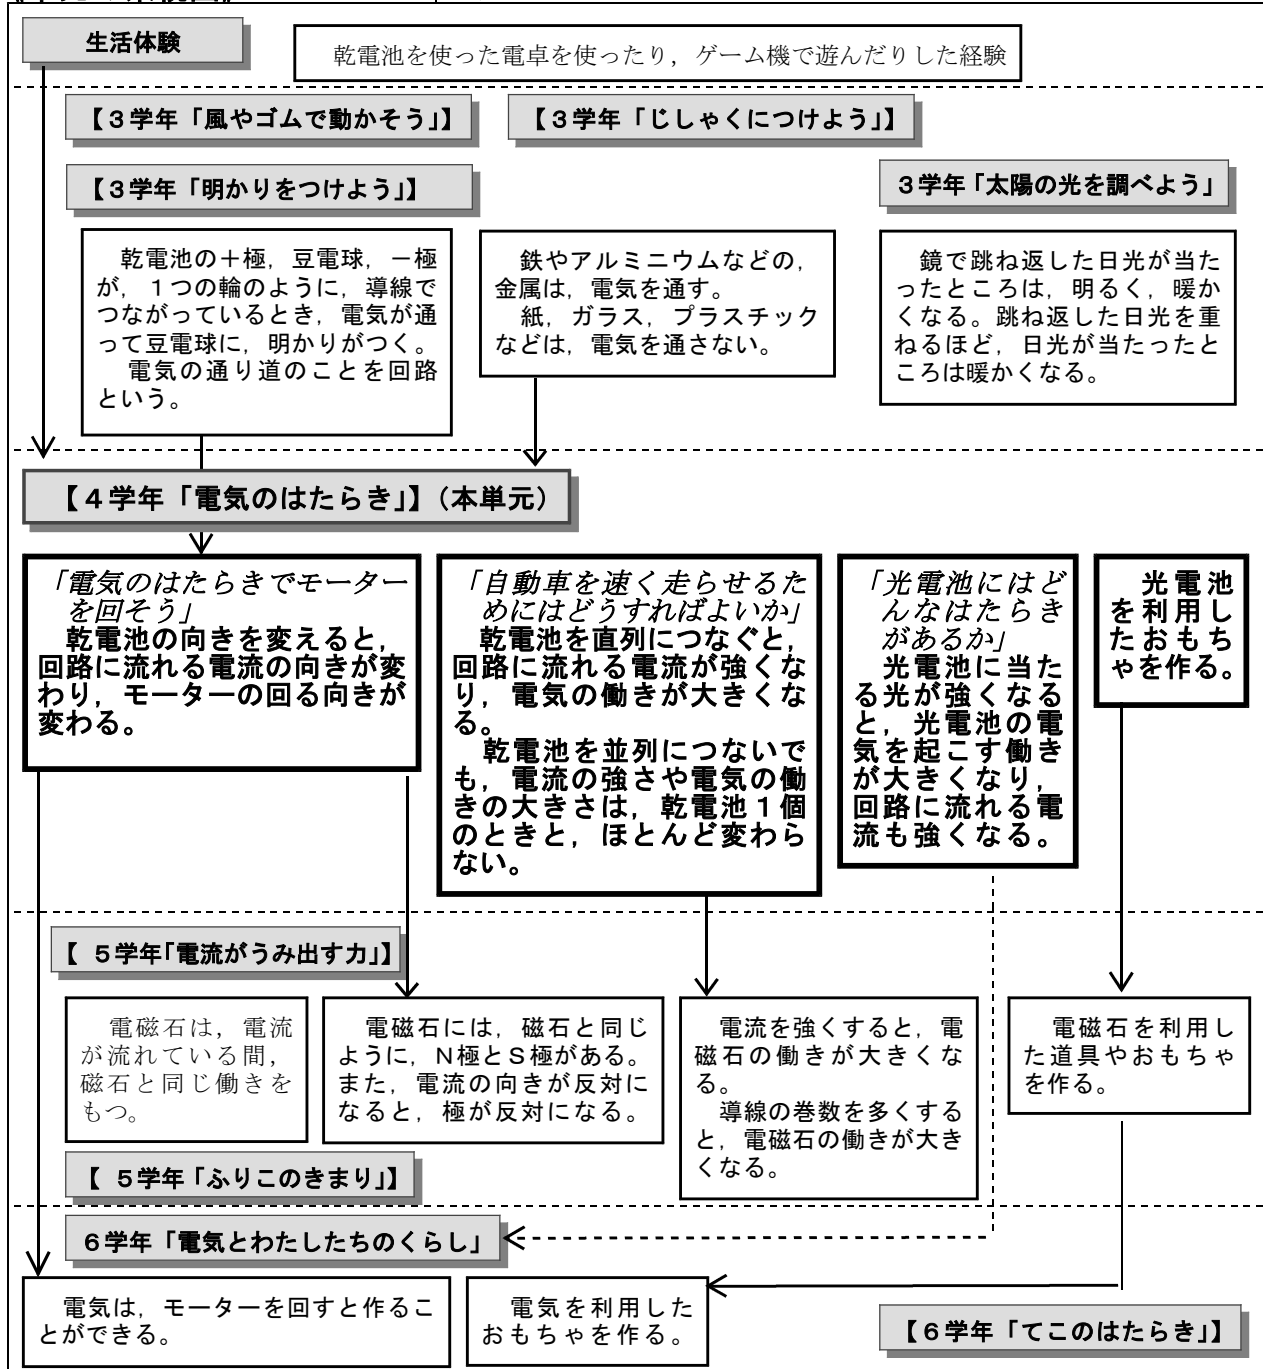 生活体験
乾電池を使った電卓を使ったり，ゲーム機で遊んだりした経験
【３学年「風やゴムで動かそう」】
【３学年「じしゃくにつけよう」】
【３学年「明かりをつけよう」】
３学年「太陽の光を調べよう」
乾電池の＋極，豆電球，－極
が，１つの輪のように，導線で
つながっているとき，電気が通
って豆電球に，明かりがつく。
電気の通り道のことを回路
という。
鉄やアルミニウムなどの，
金属は，電気を通す。
紙，ガラス，プラスチック
などは，電気を通さない。
鏡で跳ね返した日光が当た
ったところは，明るく，暖か
くなる。跳ね返した日光を重
ねるほど，日光が当たったと
ころは暖かくなる。
【４学年「電気のはたらき」】（本単元）
「電気のはたらきでモーター
を回そう」
乾電池の向きを変えると，
回路に流れる電流の向きが変
わり，モーターの回る向きが
変わる。
「自動車を速く走らせるた
めにはどうすればよいか」
乾電池を直列につなぐと，
回路に流れる電流が強くな
り，電気の働きが大きくな
る。
乾電池を並列につないで
も，電流の強さや電気の働
きの大きさは，乾電池１個
のときと，ほとんど変わら
ない。
「光電池にはど
んなはたらき
があるか」
光電池に当た
る光が強くなる
と，光電池の電
気を起こす働き
が大きくなり，
回路に流れる電
流も強くなる。
光電池
を利用し
たおもち
ゃを作る。
【 ５学年「電流がうみ出す力」】
電磁石は，電流
が流れている間，
磁石と同じ働きを
もつ。
電磁石には，磁石と同じ
ように，Ｎ極とＳ極がある。
また，電流の向きが反対に
なると，極が反対になる。
電流を強くすると，電
磁石の働きが大きくな
る。
導線の巻数を多くする
と，電磁石の働きが大き
くなる。
電磁石を利用し
た道具やおもちゃ
を作る。
【 ５学年「ふりこのきまり」】
６学年「電気とわたしたちのくらし」
電気は，モーターを回すと作るこ
とができる。
電気を利用した
おもちゃを作る。
【６学年「てこのはたらき」】